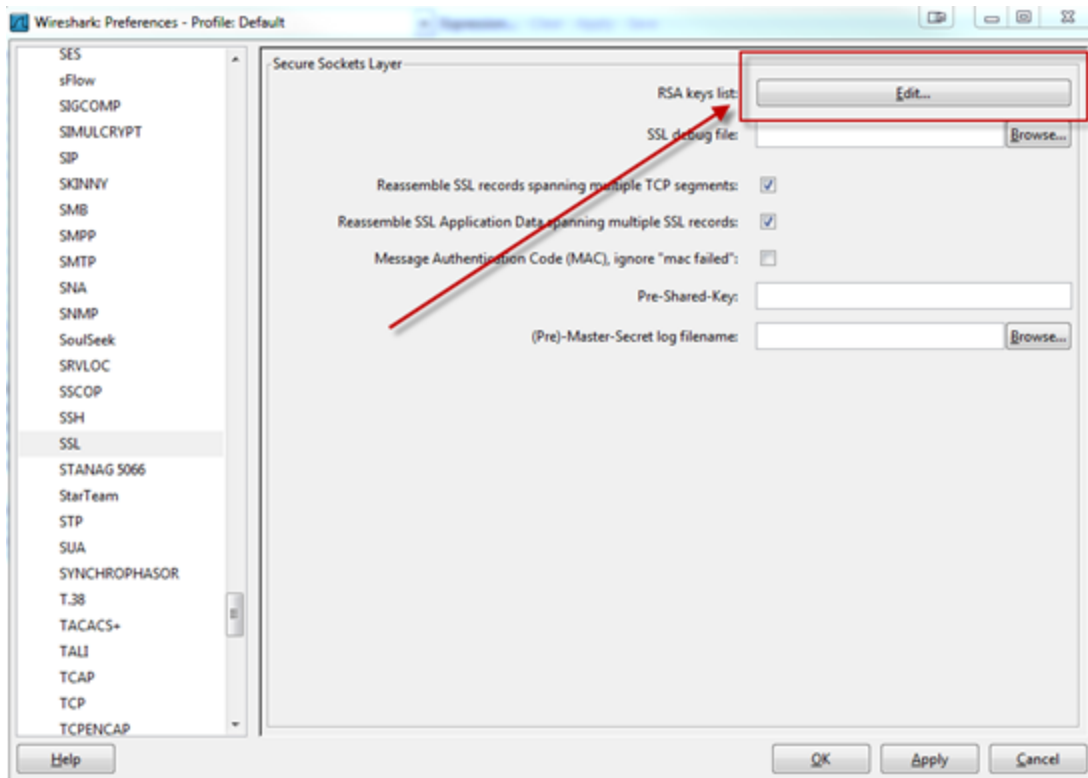 Wireshark: Preferences - Profile: Default
SES
sFlow
SIGCOMP
SIMULCRYPT
SIP
SKINNY
SMB
SMPP
SMTP
SNA
SNMP
SoulSeek
SRVLOC
SSCOP
SSH
SSL
STANAG 5066
StarTeam
STP
SUA
SYNCHROPHASOR
T.38
TACACS+
TALI
TCAP
TCP
TCPENCAP
Secure Sockets Layer
RSA keys list: Edit...
SSL debug file: Browse...
Reassemble SSL records spanning multiple TCP segments:
Reassemble SSL Application Data spanning multiple SSL records:
Message Authentication Code (MAC), ignore "mac failed":
Pre-Shared-Key:
(Pre)-Master-Secret log filename: Browse...
Help OK Apply Cancel